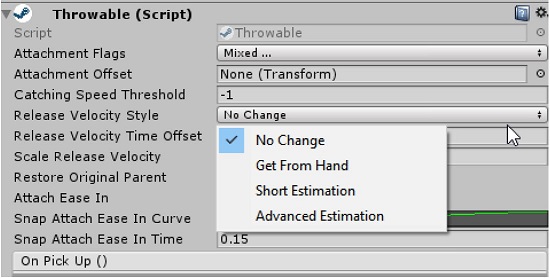 Throwable (Script)
Script Throwable
Attachment Flags Mixed ...
Attachment Offset None (Transform)
Catching Speed Threshold -1
Release Velocity Style No Change
Release Velocity Time Offset
No Change
Scale Release Velocity
Get From Hand
Restore Original Parent
Short Estimation
Attach Ease In
Advanced Estimation
Snap Attach Ease In Curve
Snap Attach Ease In Time 0.15
On Pick Up ()